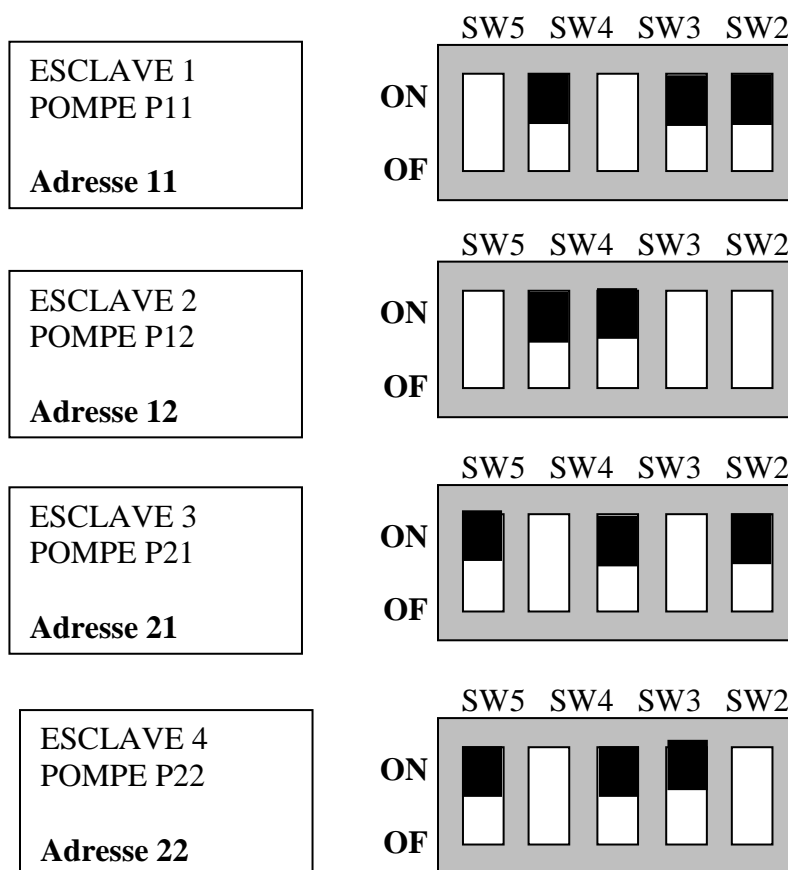 SW5 SW4 SW3 SW2
ESCLAVE 1
POMPE P11
Adresse 11
ON
OF
SW5 SW4 SW3 SW2
ESCLAVE 2
POMPE P12
Adresse 12
ON
OF
SW5 SW4 SW3 SW2
ESCLAVE 3
POMPE P21
Adresse 21
ON
OF
SW5 SW4 SW3 SW2
ESCLAVE 4
POMPE P22
Adresse 22
ON
OF